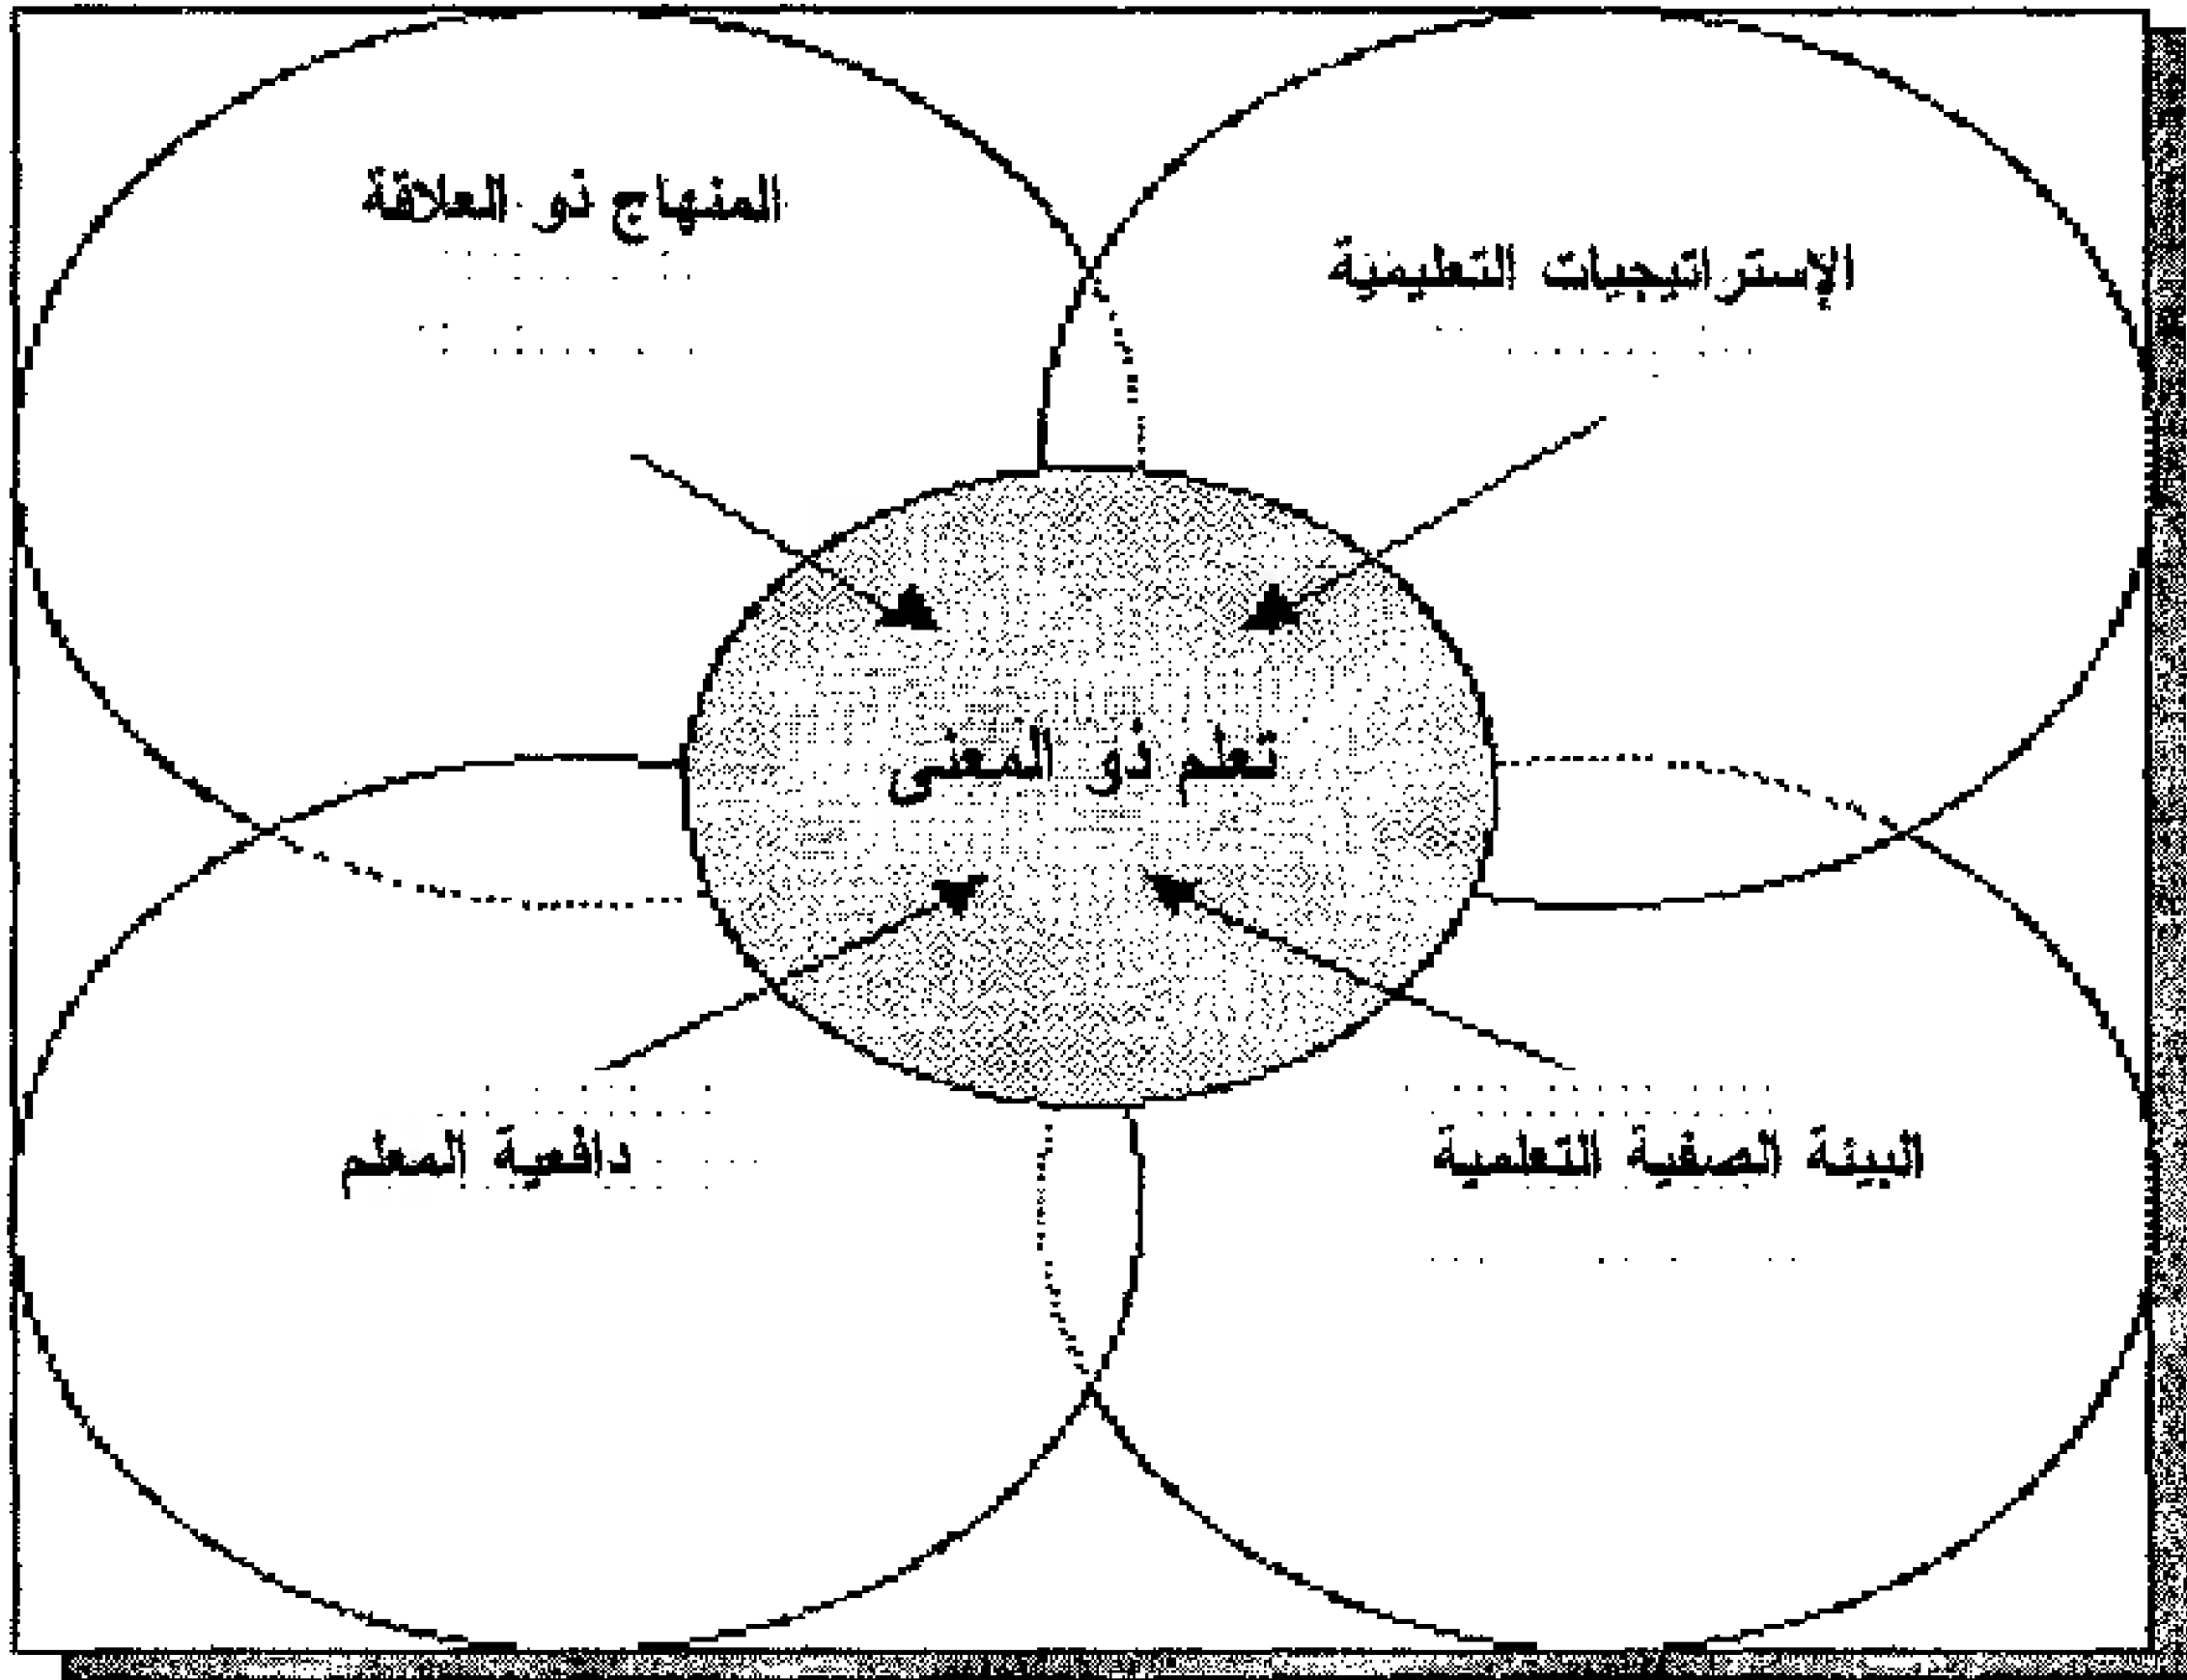 المنهاج ذو العلاقة
الإستراتيجيات التعليمية
تعلم ذو المعنى
دافعية المعلم
البيئة الصفية التعلمية